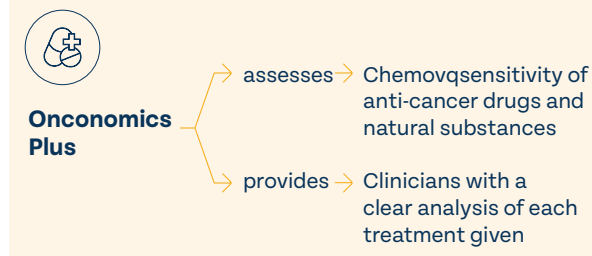 Onconomics
Plus
assesses
Chemovqsensitivity of
anti-cancer drugs and
natural substances
provides
Clinicians with a
clear analysis of each
treatment given